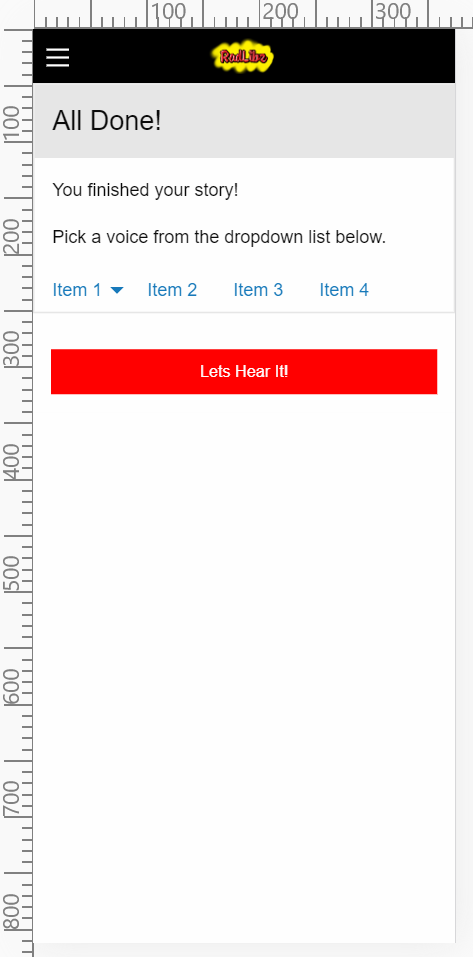 100 200 300
RadLibz
All Done!
You finished your story!
Pick a voice from the dropdown list below.
Item 1 Item 2 Item 3 Item 4
Lets Hear It!
100
200
300
400
500
600
700
800